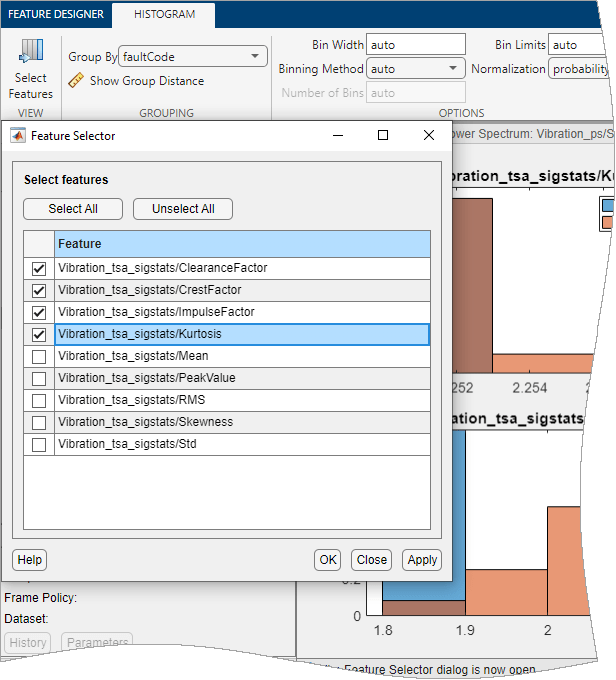 FEATURE DESIGNER HISTOGRAM
Select Features
Group By faultCode
Show Group Distance
Bin Width auto
Binning Method auto
Number of Bins auto
Bin Limits auto
Normalization probability
VIEW GROUPING OPTIONS
Feature Selector
ower Spectrum: Vibration_ps/S
Select features
Select All Unselect All
Feature
Vibration_tsa_sigstats/ClearanceFactor
Vibration_tsa_sigstats/CrestFactor
Vibration_tsa_sigstats/ImpulseFactor
Vibration_tsa_sigstats/Kurtosis
Vibration_tsa_sigstats/Mean
Vibration_tsa_sigstats/PeakValue
Vibration_tsa_sigstats/RMS
Vibration_tsa_sigstats/Skewness
Vibration_tsa_sigstats/Std
Help OK Close Apply
bration_tsa_sigstats/Ku
.252 2.254
ation_tsa_sigstats
0
1.8 1.9 2
Frame Policy:
Dataset:
History Parameters
Feature Selector dialog is now open